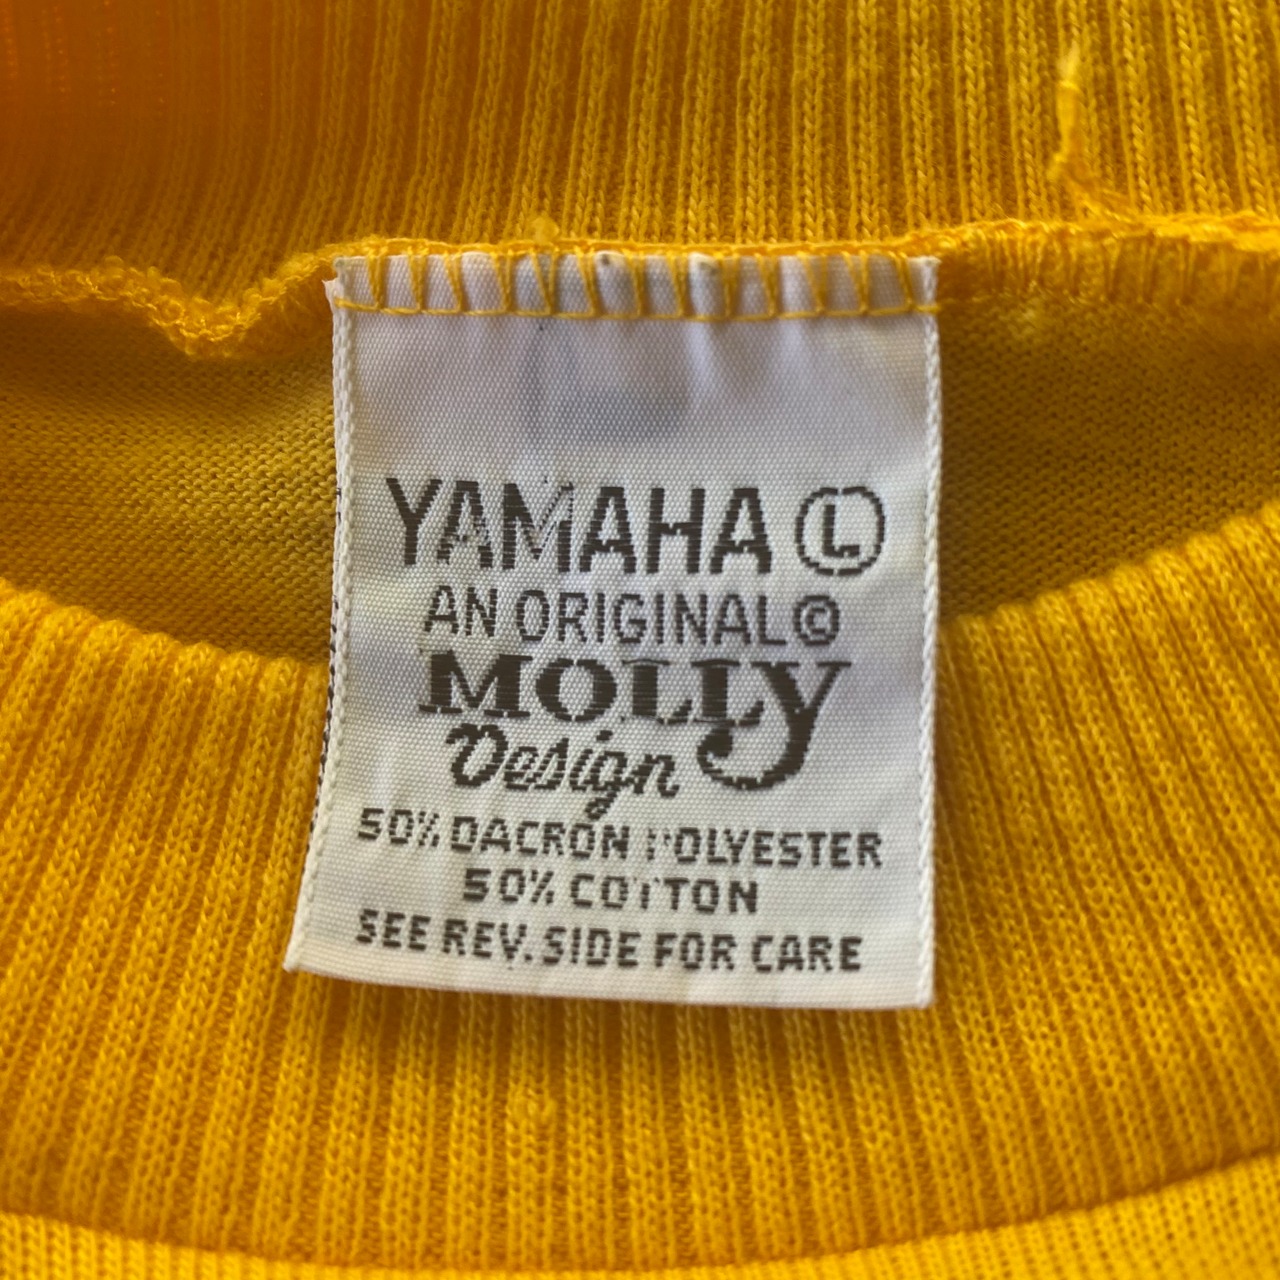 YAMAHA Ⓛ
AN ORIGINAL©
MOLLY
Design
50% DACRON POLYESTER
50% COTTON
SEE REV. SIDE FOR CARE